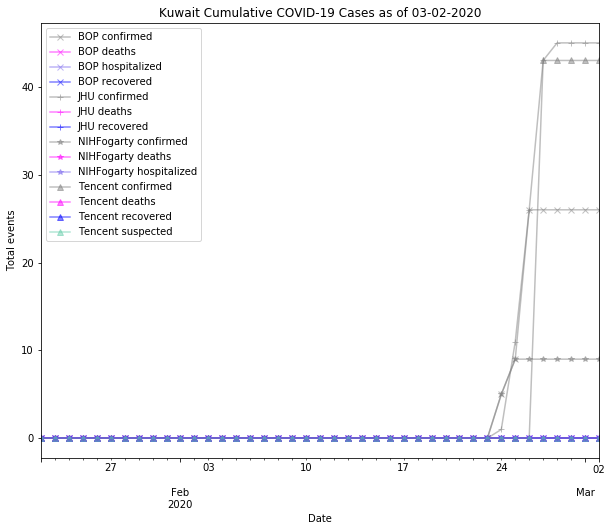 Kuwait Cumulative COVID-19 Cases as of 03-02-2020
BOP confirmed
BOP deaths
BOP hospitalized
BOP recovered
JHU confirmed
JHU deaths
JHU recovered
NIHFogarty confirmed
NIHFogarty deaths
NIHFogarty hospitalized
Tencent confirmed
Tencent deaths
Tencent recovered
Tencent suspected
Total events
40
30
20
10
0
27 03 10 17 24 02
Feb Mar
2020
Date